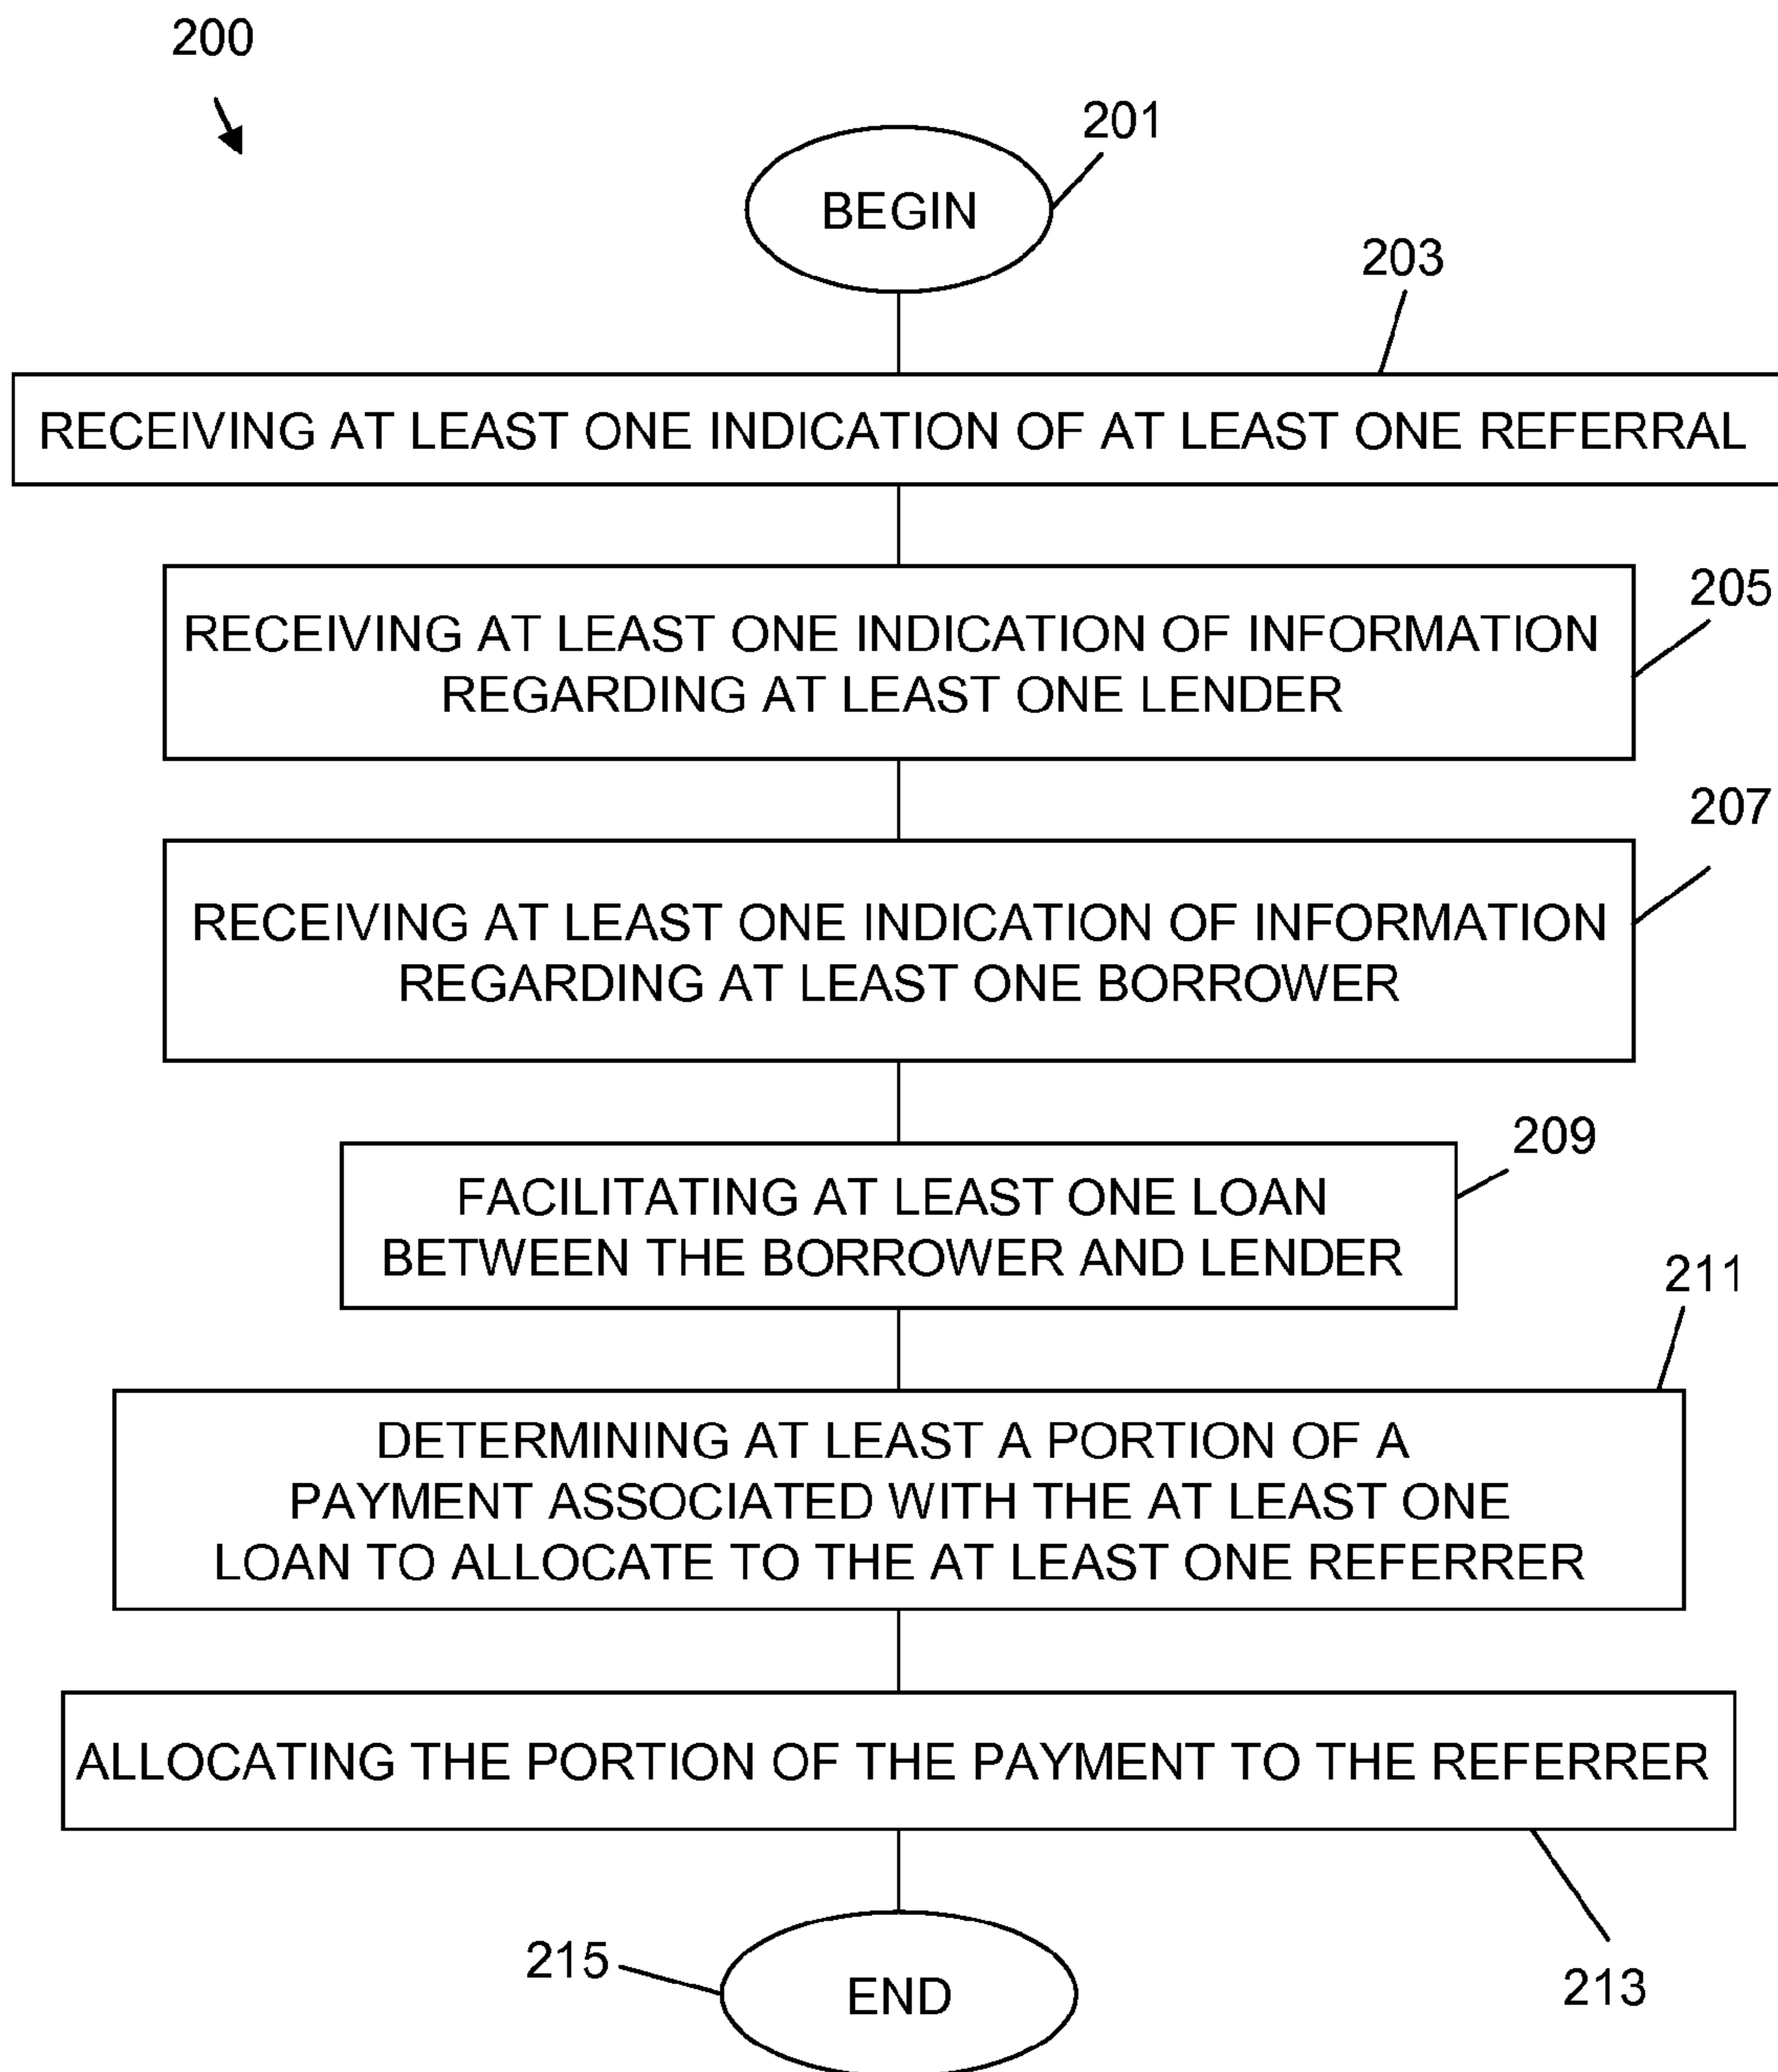 200
201
BEGIN
203
RECEIVING AT LEAST ONE INDICATION OF AT LEAST ONE REFERRAL
205
RECEIVING AT LEAST ONE INDICATION OF INFORMATION
REGARDING AT LEAST ONE LENDER
207
RECEIVING AT LEAST ONE INDICATION OF INFORMATION
REGARDING AT LEAST ONE BORROWER
209
FACILITATING AT LEAST ONE LOAN
BETWEEN THE BORROWER AND LENDER
211
DETERMINING AT LEAST A PORTION OF A
PAYMENT ASSOCIATED WITH THE AT LEAST ONE
LOAN TO ALLOCATE TO THE AT LEAST ONE REFERRER
ALLOCATING THE PORTION OF THE PAYMENT TO THE REFERRER
213
215
END